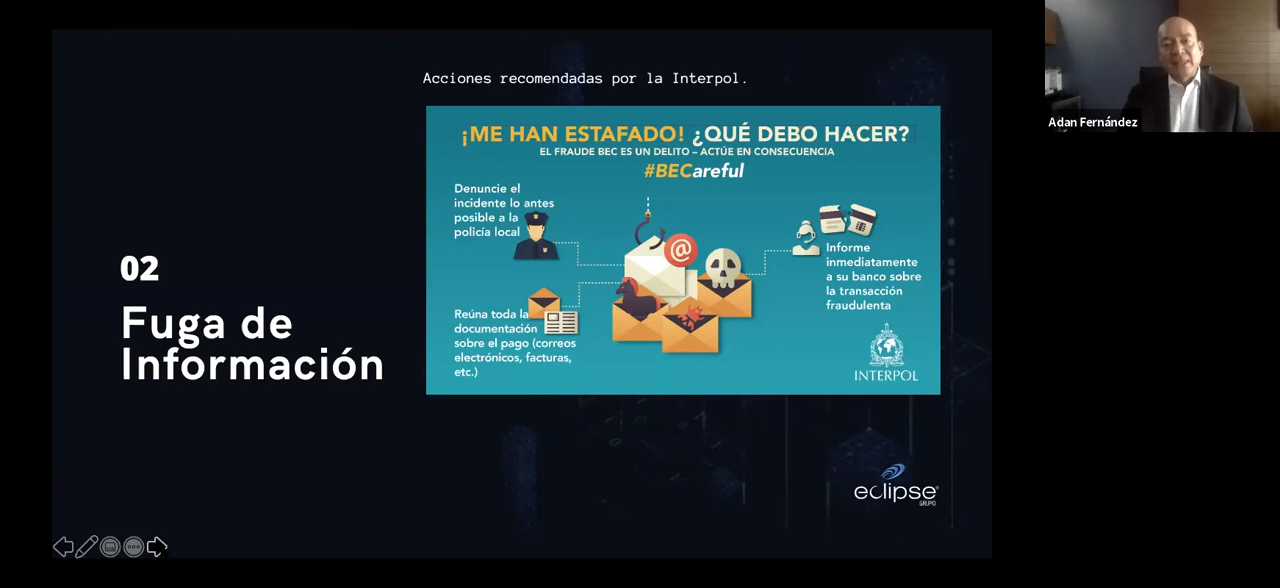 Acciones recomendadas por la Interpol.
¡ME HAN ESTAFADO! ¿QUÉ DEBO HACER?
EL FRAUDE BEC ES UN DELITO – ACTÚE EN CONSECUENCIA
#BECareful
Denuncie el
incidente lo antes
posible a la
policía local
Reúna toda la
documentación
sobre el pago (correos
electrónicos, facturas,
etc.)
@
Informe
inmediatamente
a su banco sobre
la transacción
fraudulenta
INTERPOL
02
Fuga de
Información
eclipse
GRUPO
Adan Fernández